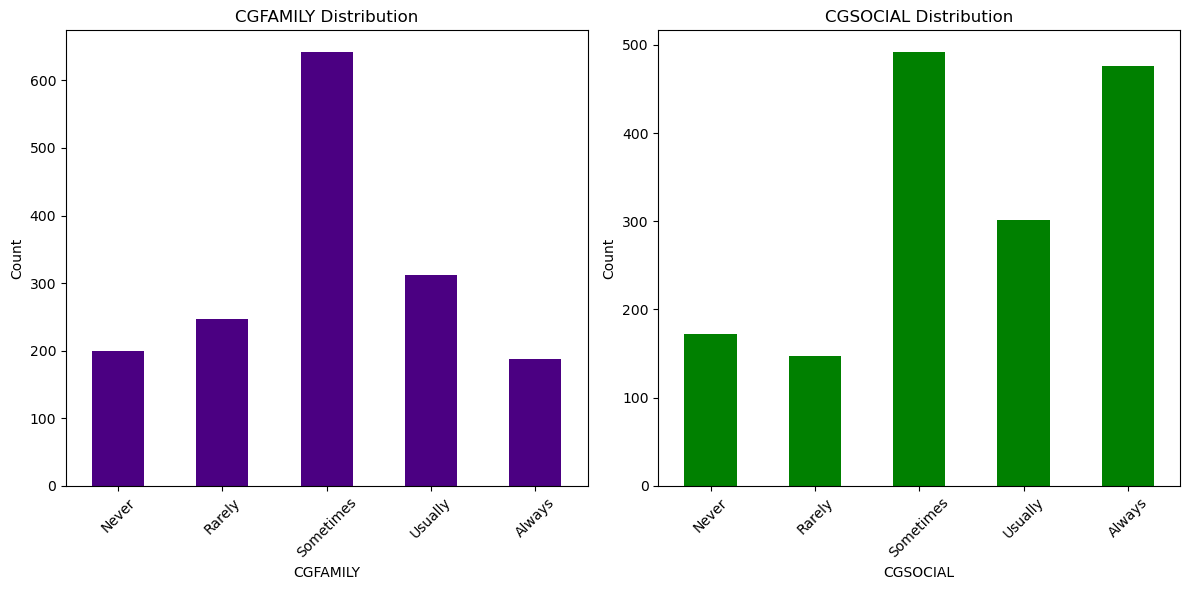 CGFAMILY Distribution
Count
600
500
400
300
200
100
0
Never
Rarely
Sometimes
Usually
Always
CGFAMILY
CGSOCIAL Distribution
Count
500
400
300
200
100
0
Never
Rarely
Sometimes
Usually
Always
CGSOCIAL